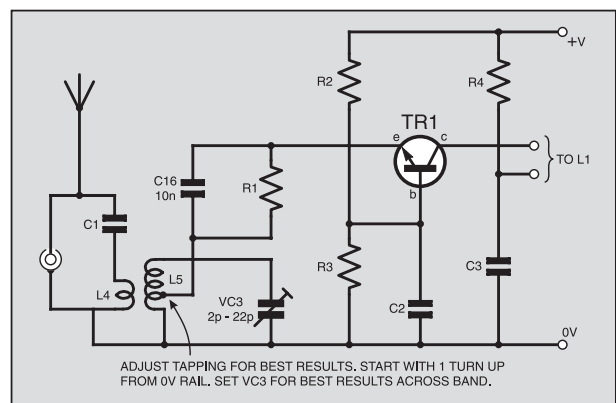 +V
R2
R4
TR1
e
c
TO L1
b
C16
10n
R1
C1
L4
L5
VC3
2p - 22p
R3
C2
C3
0V
ADJUST TAPPING FOR BEST RESULTS. START WITH 1 TURN UP
FROM 0V RAIL. SET VC3 FOR BEST RESULTS ACROSS BAND.